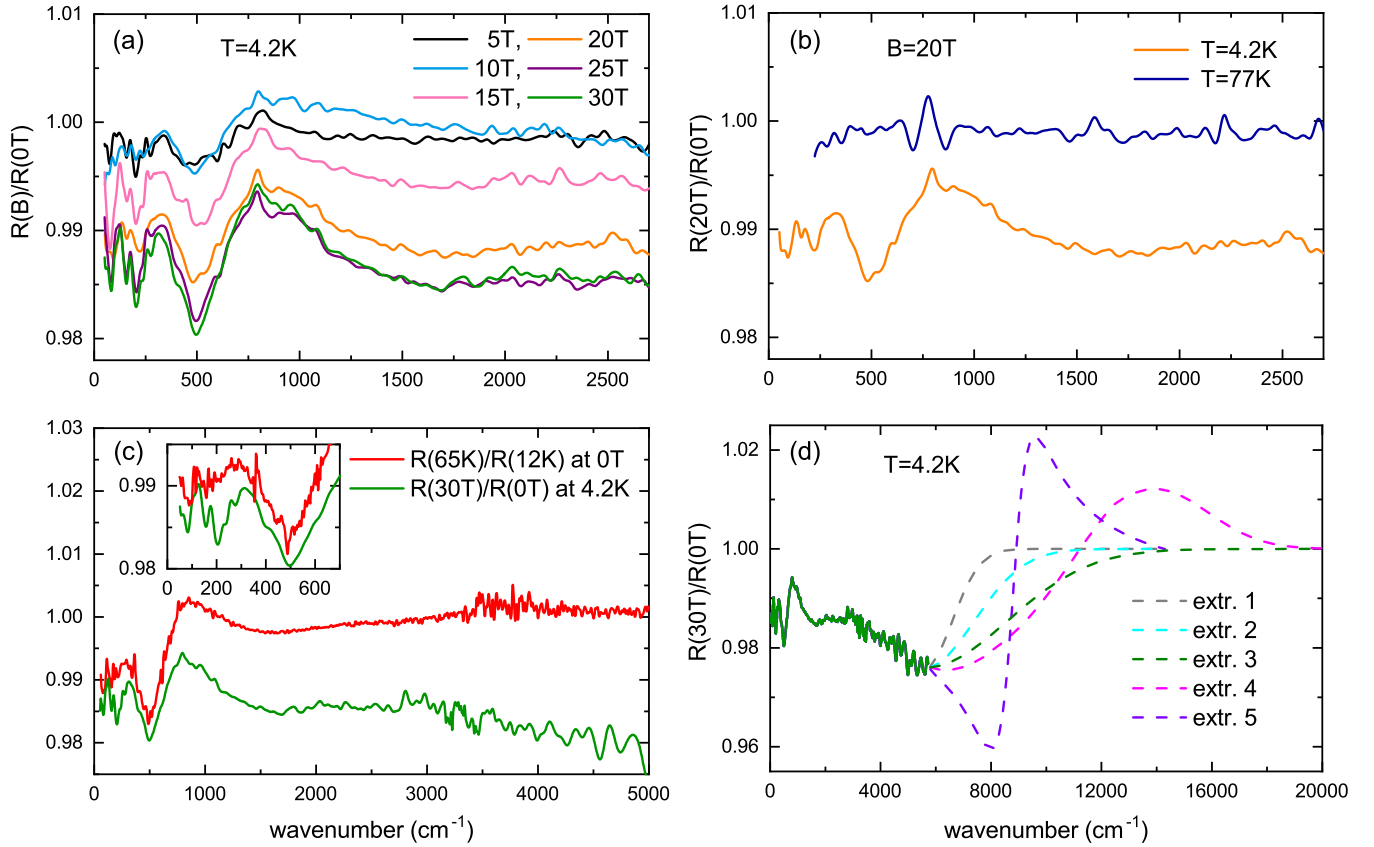 (a)
T=4.2K
5T, 20T
10T, 25T
15T, 30T
R(B)/R(0T)
1.01
1.00
0.99
0.98
0 500 1000 1500 2000 2500
(b)
B=20T
T=4.2K
T=77K
R(20T)/R(0T)
1.01
1.00
0.99
0.98
0 500 1000 1500 2000 2500
(c)
R(65K)/R(12K) at 0T
R(30T)/R(0T) at 4.2K
0.99
0.98
0 200 400 600
1.03
1.02
1.01
1.00
0.99
0.98
0 1000 2000 3000 4000 5000
wavenumber (cm⁻¹)
(d)
T=4.2K
R(30T)/R(0T)
1.02
1.00
0.98
0.96
extr. 1
extr. 2
extr. 3
extr. 4
extr. 5
0 4000 8000 12000 16000 20000
wavenumber (cm⁻¹)